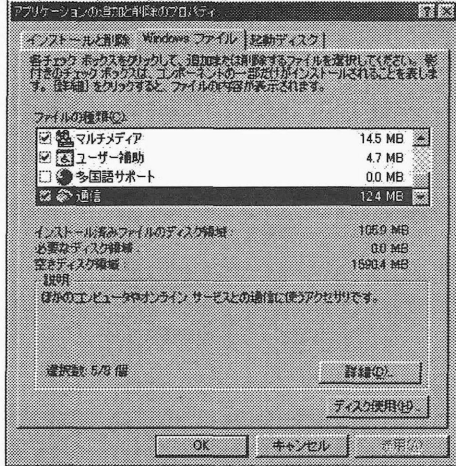 アプリケーションの追加と削除のプロパティ
インストールと削除 Windows ファイル 起動ディスク
各チェック ボックスをクリックして、追加または削除するファイルを選択してください。影
付きのチェック ボックスは、コンポーネントの一部だけがインストールされることを表しま
す。[詳細] をクリックすると、ファイルの内容が表示されます。
ファイルの種類(C):
マルチメディア 14.5 MB
ユーザー補助 4.7 MB
多国語サポート 0.0 MB
通信 12.4 MB
インストール済みファイルのディスク領域: 106.9 MB
必要なディスク領域: 0.0 MB
空きディスク領域: 1590.4 MB
説明
ほかのコンピュータやオンライン サービスとの通信に使うアクセサリです。
選択数: 5/9 個
詳細(D)...
ディスク使用(H)...
OK キャンセル 適用(A)